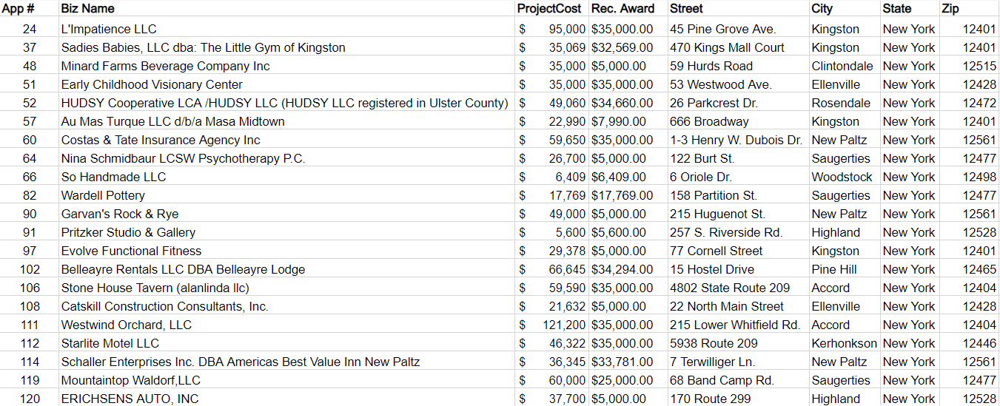 App # Biz Name ProjectCost Rec. Award Street City State Zip
24 L'Impatience LLC $ 95,000 $35,000.00 45 Pine Grove Ave. Kingston New York 12401
37 Sadies Babies, LLC dba: The Little Gym of Kingston $ 35,069 $32,569.00 470 Kings Mall Court Kingston New York 12401
48 Minard Farms Beverage Company Inc $ 35,000 $5,000.00 59 Hurds Road Clintondale New York 12515
51 Early Childhood Visionary Center $ 35,000 $35,000.00 53 Westwood Ave. Ellenville New York 12428
52 HUDSY Cooperative LCA /HUDSY LLC (HUDSY LLC registered in Ulster County) $ 49,060 $34,660.00 26 Parkcrest Dr. Rosendale New York 12472
57 Au Mas Turque LLC d/b/a Masa Midtown $ 22,990 $7,990.00 666 Broadway Kingston New York 12401
60 Costas & Tate Insurance Agency Inc $ 59,650 $35,000.00 1-3 Henry W. Dubois Dr. New Paltz New York 12561
64 Nina Schmidbaur LCSW Psychotherapy P.C. $ 26,700 $5,000.00 122 Burt St. Saugerties New York 12477
66 So Handmade LLC $ 6,409 $6,409.00 6 Oriole Dr. Woodstock New York 12498
82 Wardell Pottery $ 17,769 $17,769.00 158 Partition St. Saugerties New York 12477
90 Garvan's Rock & Rye $ 49,000 $5,000.00 215 Huguenot St. New Paltz New York 12561
91 Pritzker Studio & Gallery $ 5,600 $5,600.00 257 S. Riverside Rd. Highland New York 12528
97 Evolve Functional Fitness $ 29,378 $5,000.00 77 Cornell Street Kingston New York 12401
102 Belleayre Rentals LLC DBA Belleayre Lodge $ 66,645 $34,294.00 15 Hostel Drive Pine Hill New York 12465
106 Stone House Tavern (alanlinda llc) $ 59,590 $35,000.00 4802 State Route 209 Accord New York 12404
108 Catskill Construction Consultants, Inc. $ 21,632 $5,000.00 22 North Main Street Ellenville New York 12428
111 Westwind Orchard, LLC $ 121,200 $35,000.00 215 Lower Whitfield Rd. Accord New York 12404
112 Starlite Motel LLC $ 46,322 $35,000.00 5938 Route 209 Kerhonkson New York 12446
114 Schaller Enterprises Inc. DBA Americas Best Value Inn New Paltz $ 36,345 $33,781.00 7 Terwilliger Ln. New Paltz New York 12561
119 Mountaintop Waldorf,LLC $ 60,000 $25,000.00 68 Band Camp Rd. Saugerties New York 12477
120 ERICHSENS AUTO, INC $ 37,700 $5,000.00 170 Route 299 Highland New York 12528